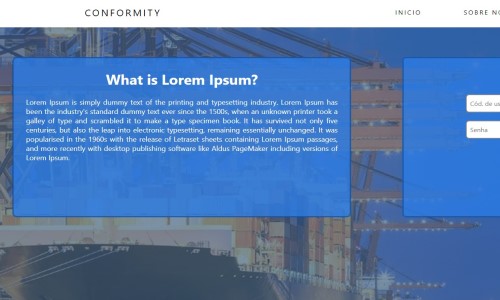 CONFORMITY
INICIO
SOBRE NO
What is Lorem Ipsum?
Lorem Ipsum is simply dummy text of the printing and typesetting industry. Lorem Ipsum has
been the industry's standard dummy text ever since the 1500s, when an unknown printer took a
galley of type and scrambled it to make a type specimen book. It has survived not only five
centuries, but also the leap into electronic typesetting, remaining essentially unchanged. It was
popularised in the 1960s with the release of Letraset sheets containing Lorem Ipsum passages,
and more recently with desktop publishing software like Aldus PageMaker including versions of
Lorem Ipsum.
Cód. de us
Senha